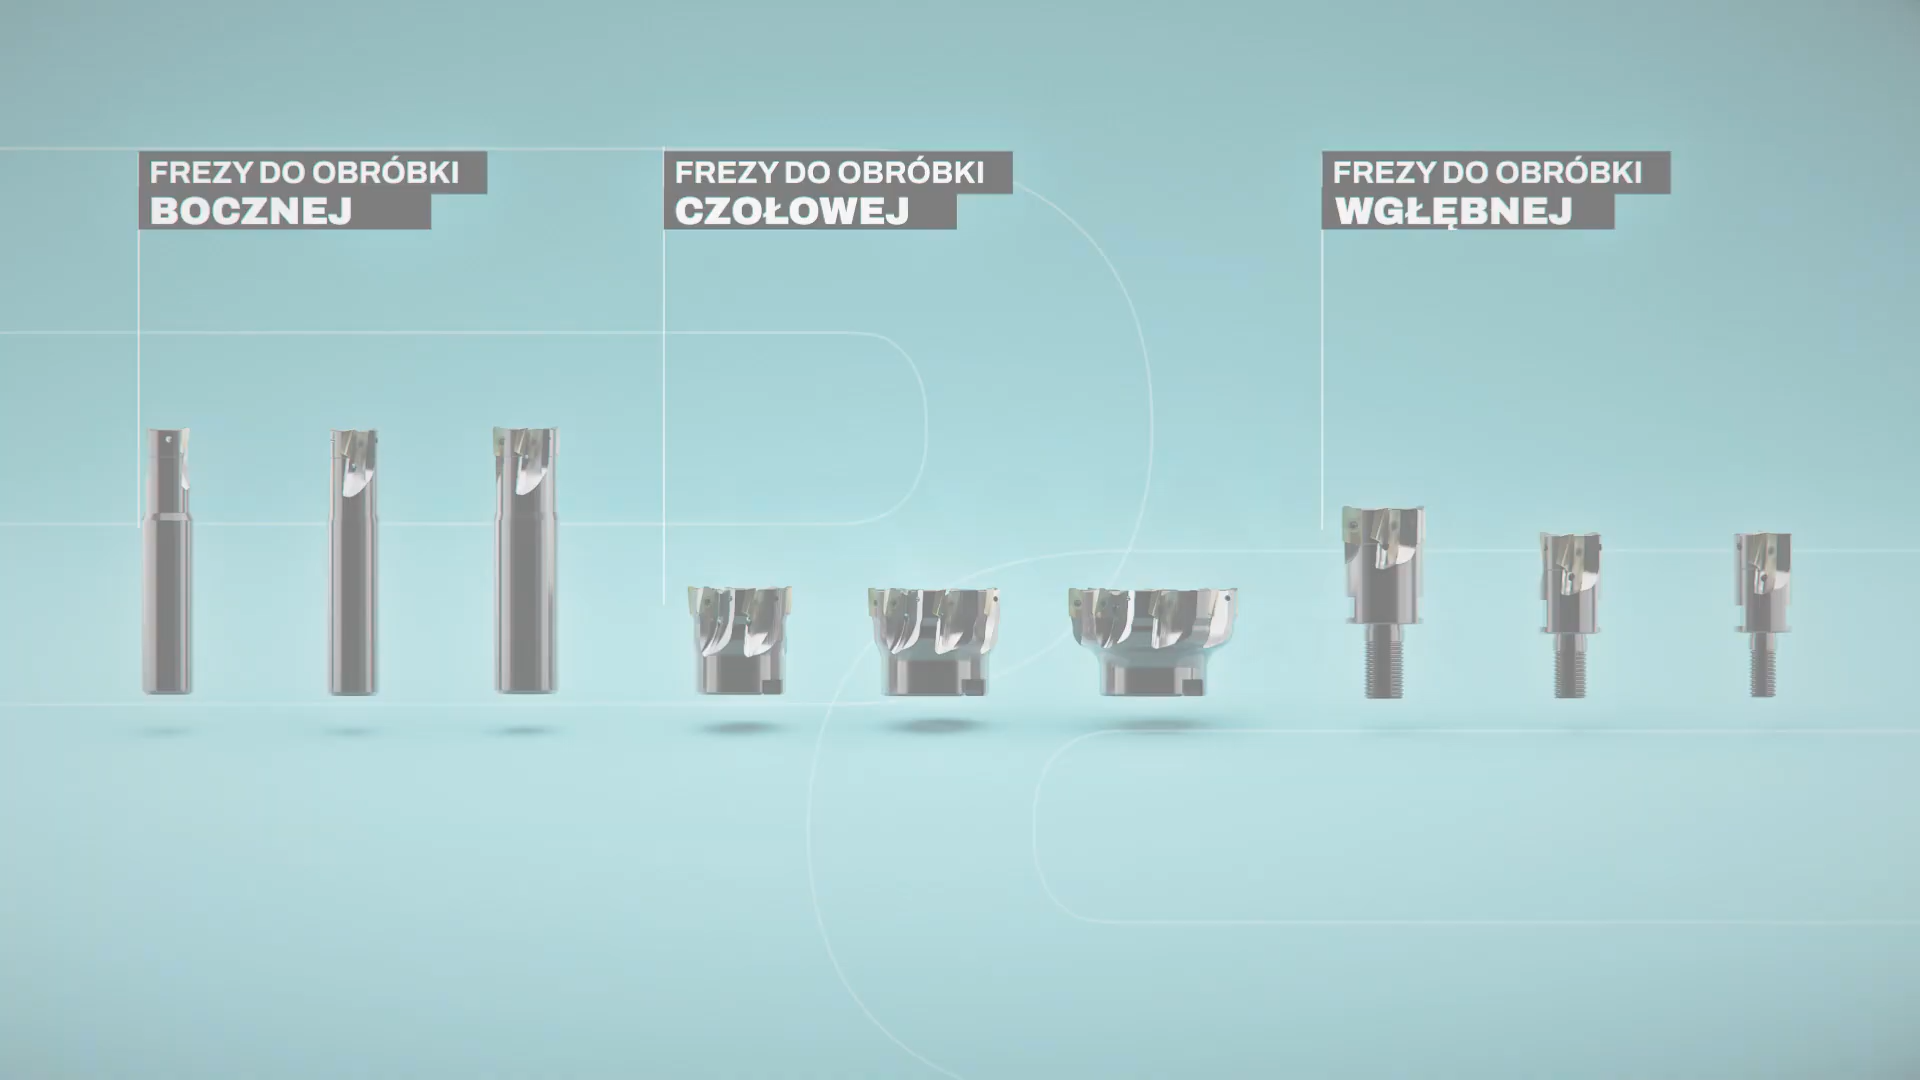 FREZY DO OBRÓBKI
BOCZNEJ
FREZY DO OBRÓBKI
CZOŁOWEJ
FREZY DO OBRÓBKI
WGŁĘBNEJ